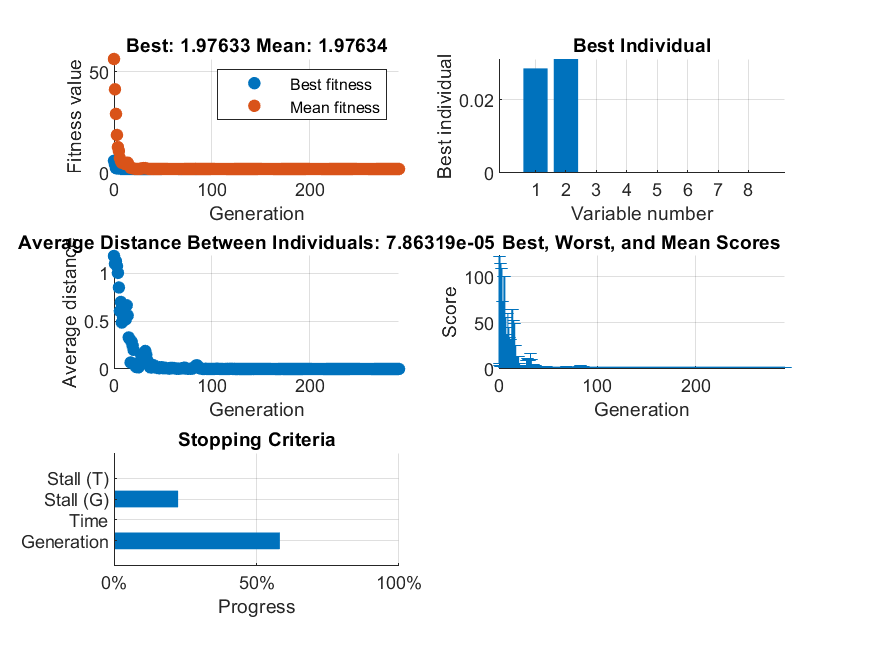 Best: 1.97633 Mean: 1.97634
Fitness value
50
0
Best fitness
Mean fitness
0 100 200
Generation
Best Individual
Best individual
0.02
0
1 2 3 4 5 6 7 8
Variable number
Average Distance Between Individuals: 7.86319e-05
Average distance
1
0.5
0
0 100 200
Generation
Best, Worst, and Mean Scores
Score
100
50
0
0 100 200
Generation
Stopping Criteria
Stall (T)
Stall (G)
Time
Generation
0% 50% 100%
Progress